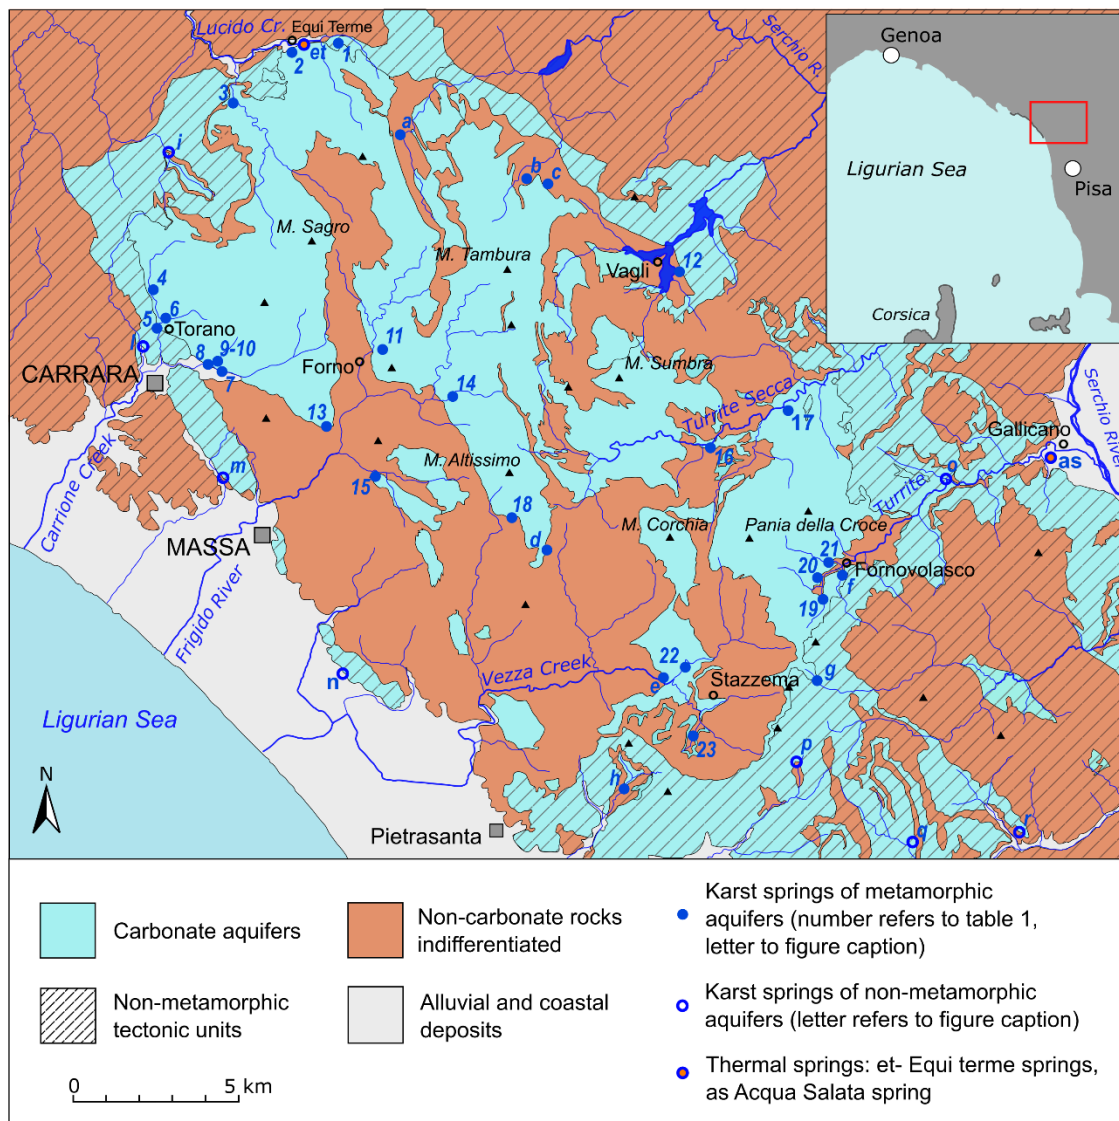 Lucido Cr.
Equi Terme
Serchio R.
2
et
1
3
a
i
b
c
M. Sagro
M. Tambura
Vagli
12
4
5
6
Torano
l
8
9-10
7
CARRARA
11
Forno
14
M. Sumbra
Turrite Secca
17
13
16
M. Altissimo
15
18
d
M. Corchia
Pania della Croce
Gallicano
as
Serchio River
o
Turrite
m
MASSA
Carrione Creek
Frigido River
21
20
Fornovolasco
f
19
n
Vezza Creek
22
e
Stazzema
g
23
p
h
q
r
Ligurian Sea
N
Pietrasanta
Genoa
Ligurian Sea
Pisa
Corsica
Carbonate aquifers
Non-metamorphic
tectonic units
0 5 km
Non-carbonate rocks
indifferentiated
Alluvial and coastal
deposits
Karst springs of metamorphic
aquifers (number refers to table 1,
letter to figure caption)
Karst springs of non-metamorphic
aquifers (letter refers to figure caption)
Thermal springs: et- Equi terme springs,
as Acqua Salata spring